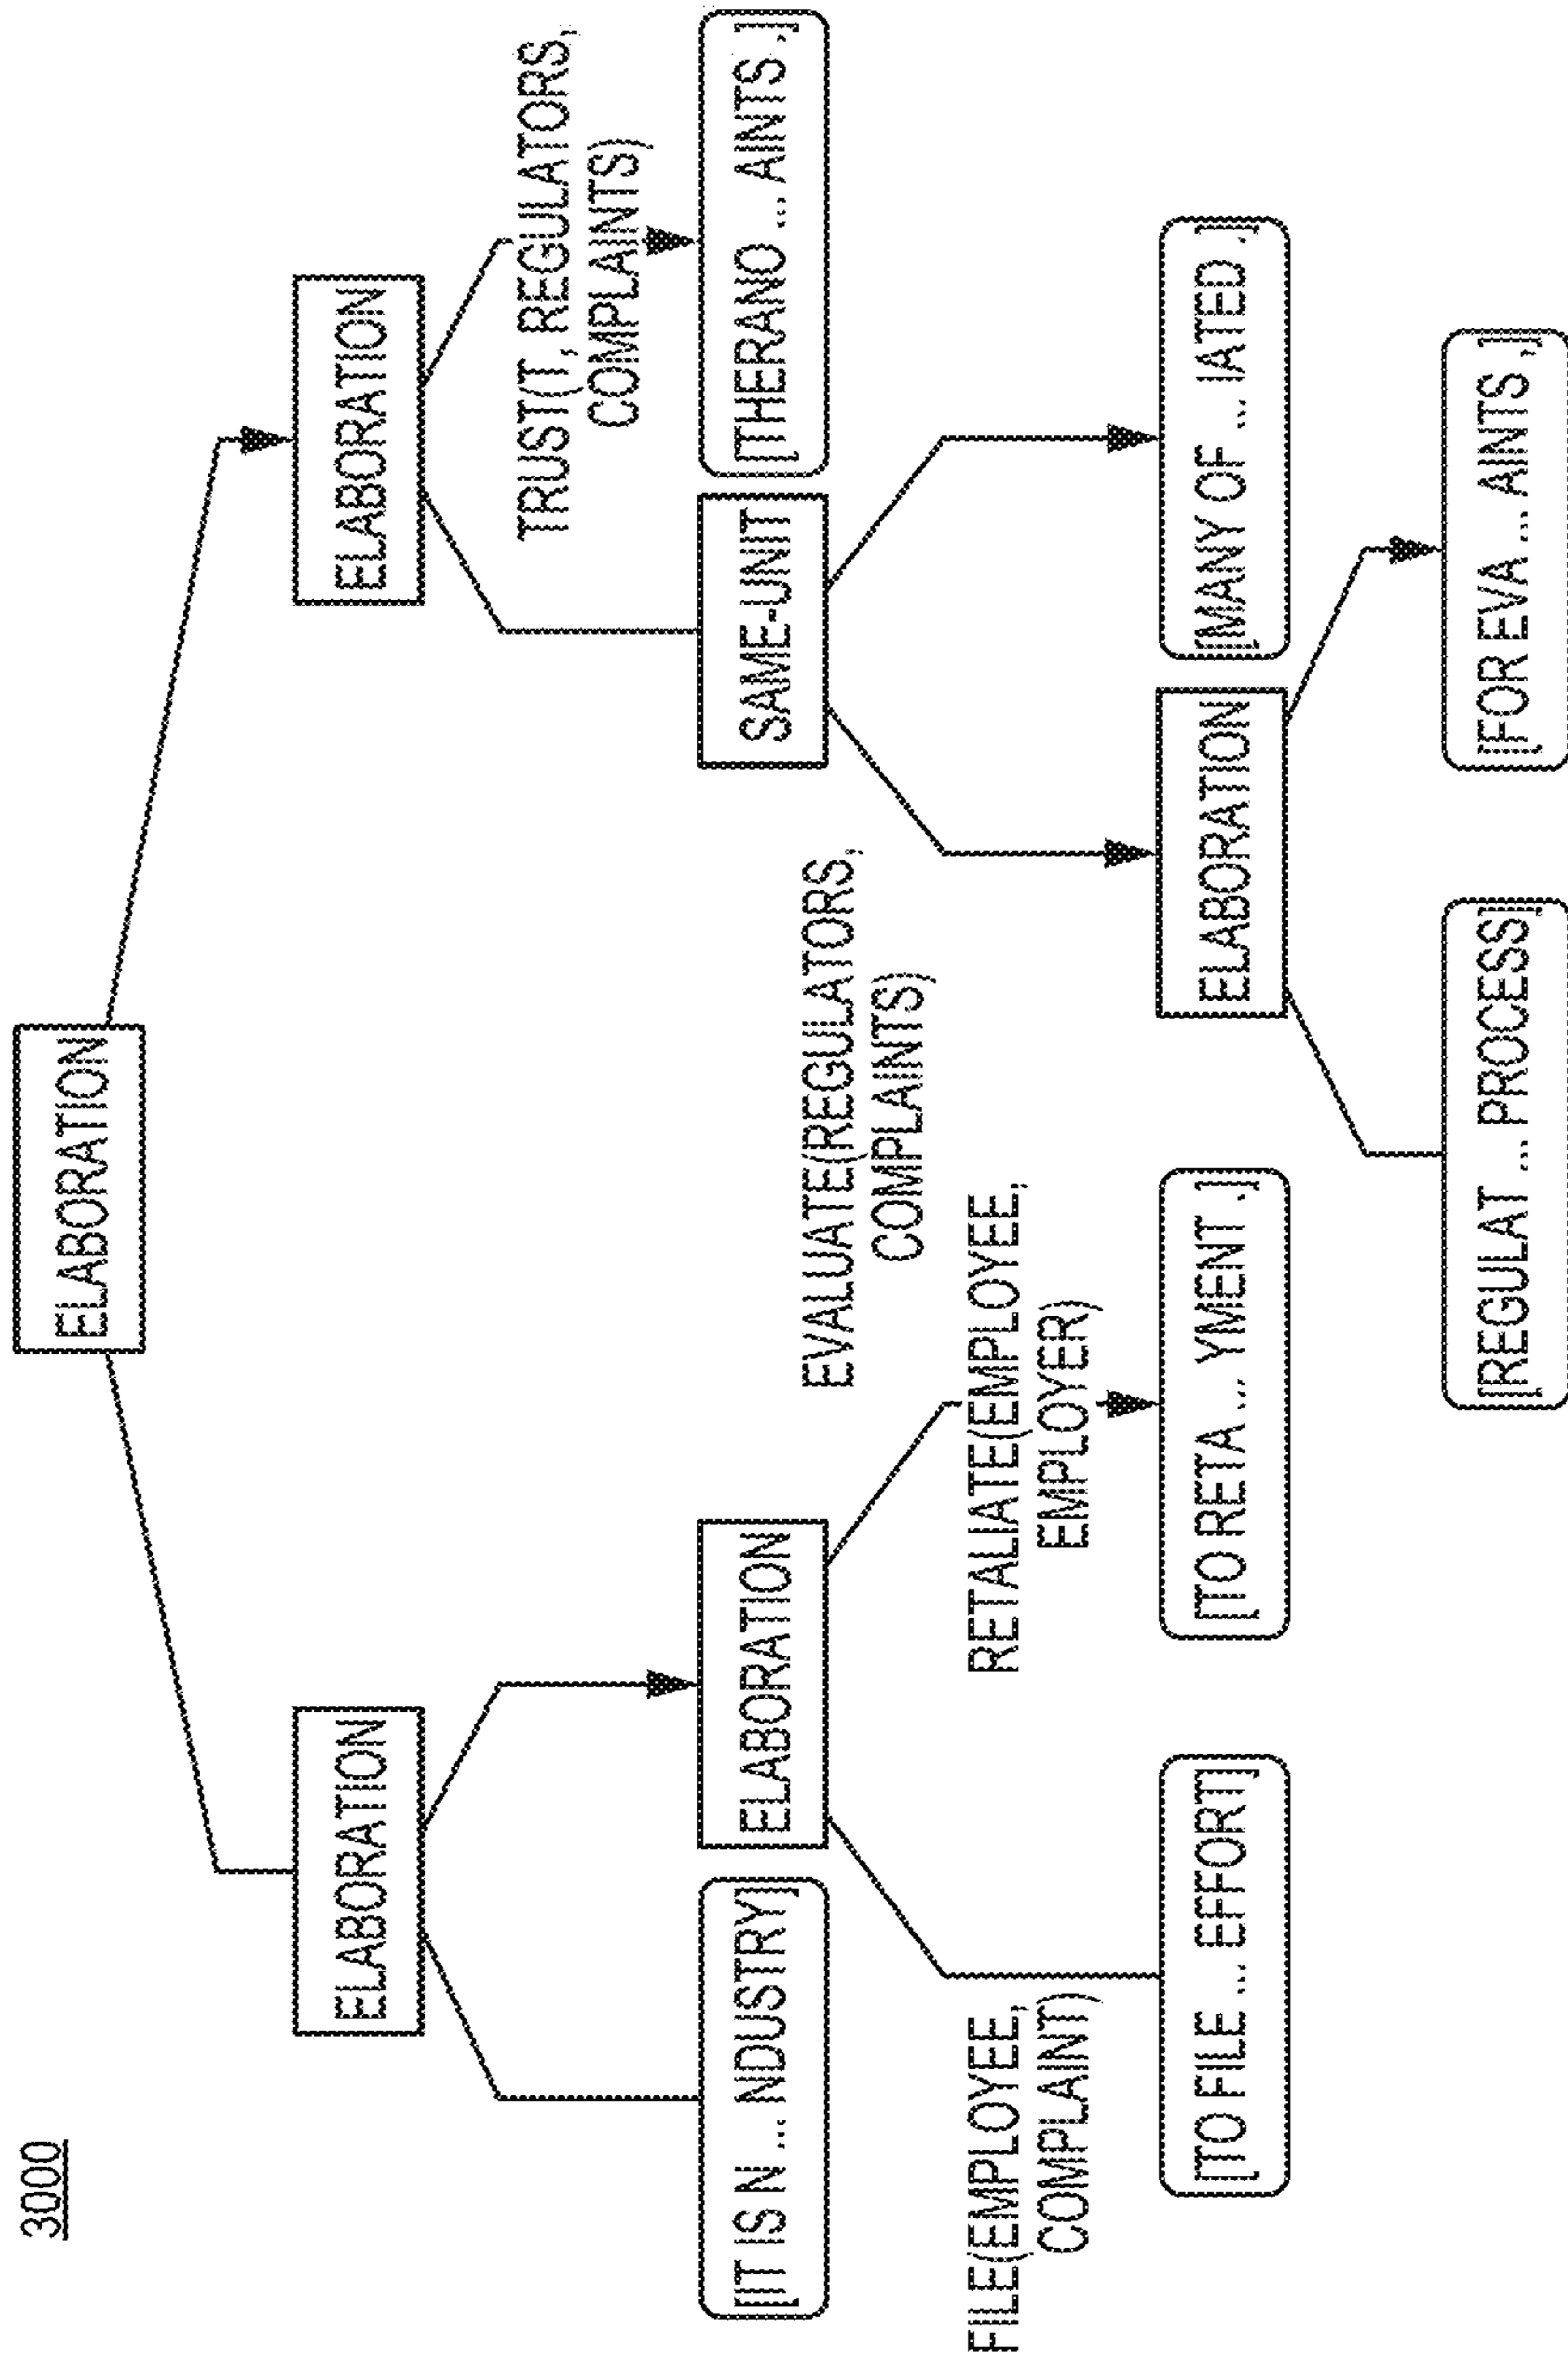 3000
ELABORATION
ELABORATION
ELABORATION
TRUST(T, REGULATORS,
COMPLAINTS)
[IT IS N ... NDUSTRY]
ELABORATION
SAME-UNIT
[THERANO ... AINTS ,]
EVALUATE(REGULATORS,
COMPLAINTS)
FILE(EMPLOYEE,
COMPLAINT)
RETALIATE(EMPLOYEE,
EMPLOYER)
[TO FILE ... EFFORT]
[TO RETA ... YMENT ,]
ELABORATION
[MANY OF ... IATED ,]
[REGULAT ... PROCESS]
[FOR EVA ... AINTS ,]